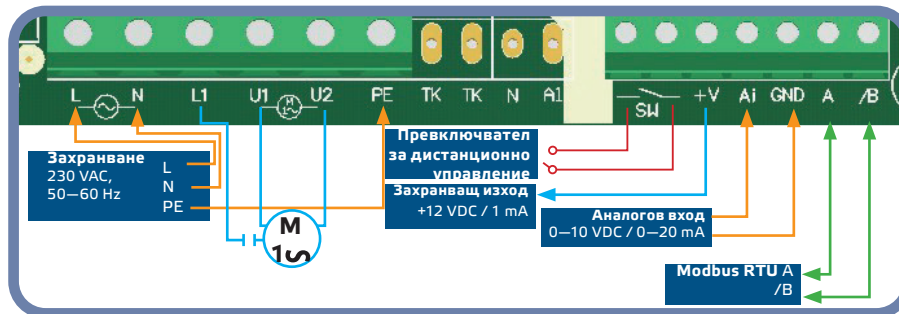 L N L1 U1 U2 PE TK TK N A1 SW +V Ai GND A /B
M
Превключвател
за дистанционно
управление
Захранване
230 VAC,
50—60 Hz
L
N
PE
Захранващ изход
+12 VDC / 1 mA
M
1
Аналогов вход
0—10 VDC / 0—20 mA
Modbus RTU A
/B